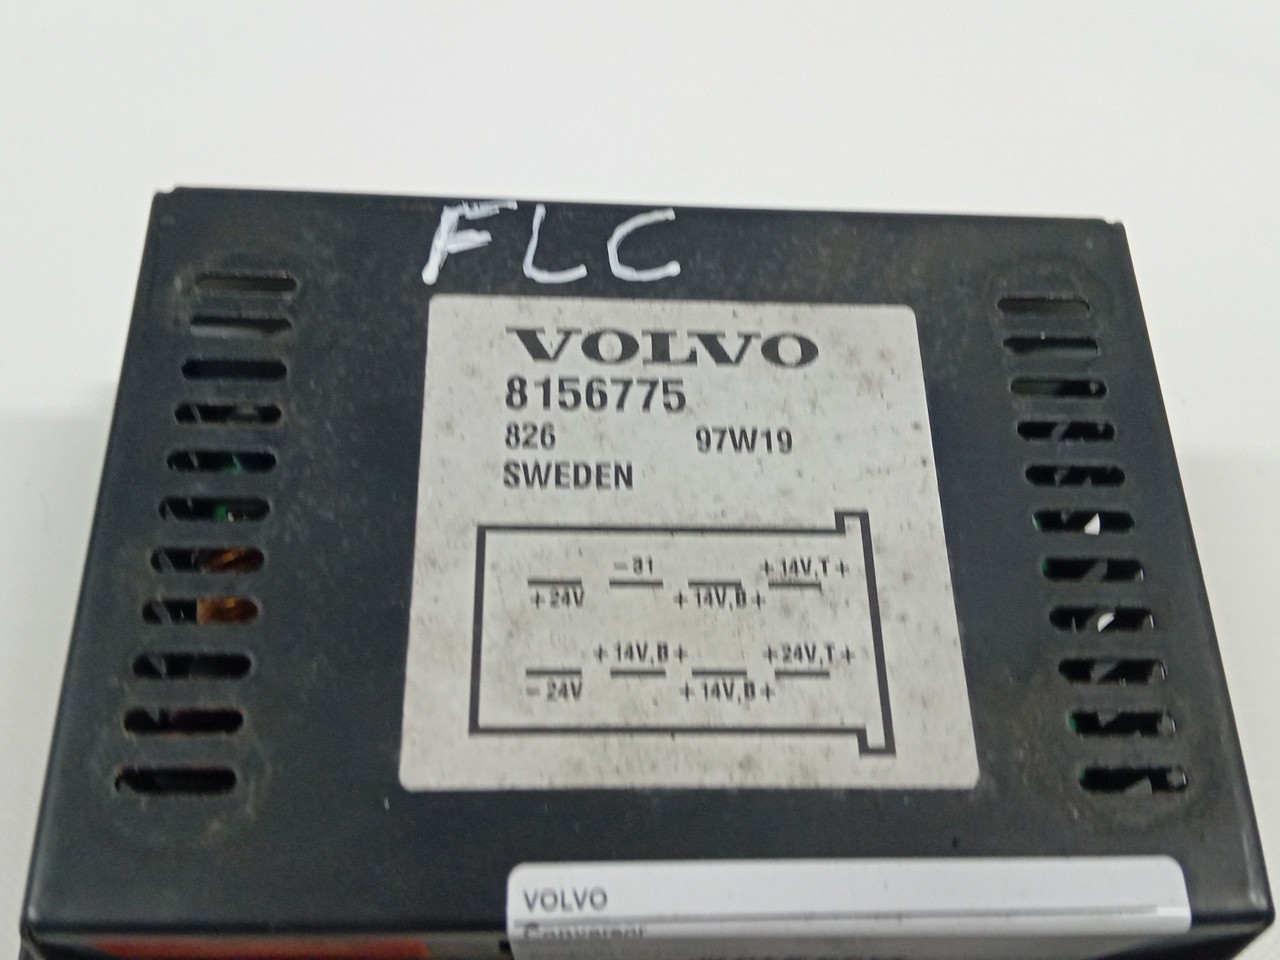 FLC
VOLVO
8156775
826 97W19
SWEDEN
-31 +14V,T+
+24V +14V,B+
+14V,B+ +24V,T+
-24V +14V,B+
VOLVO